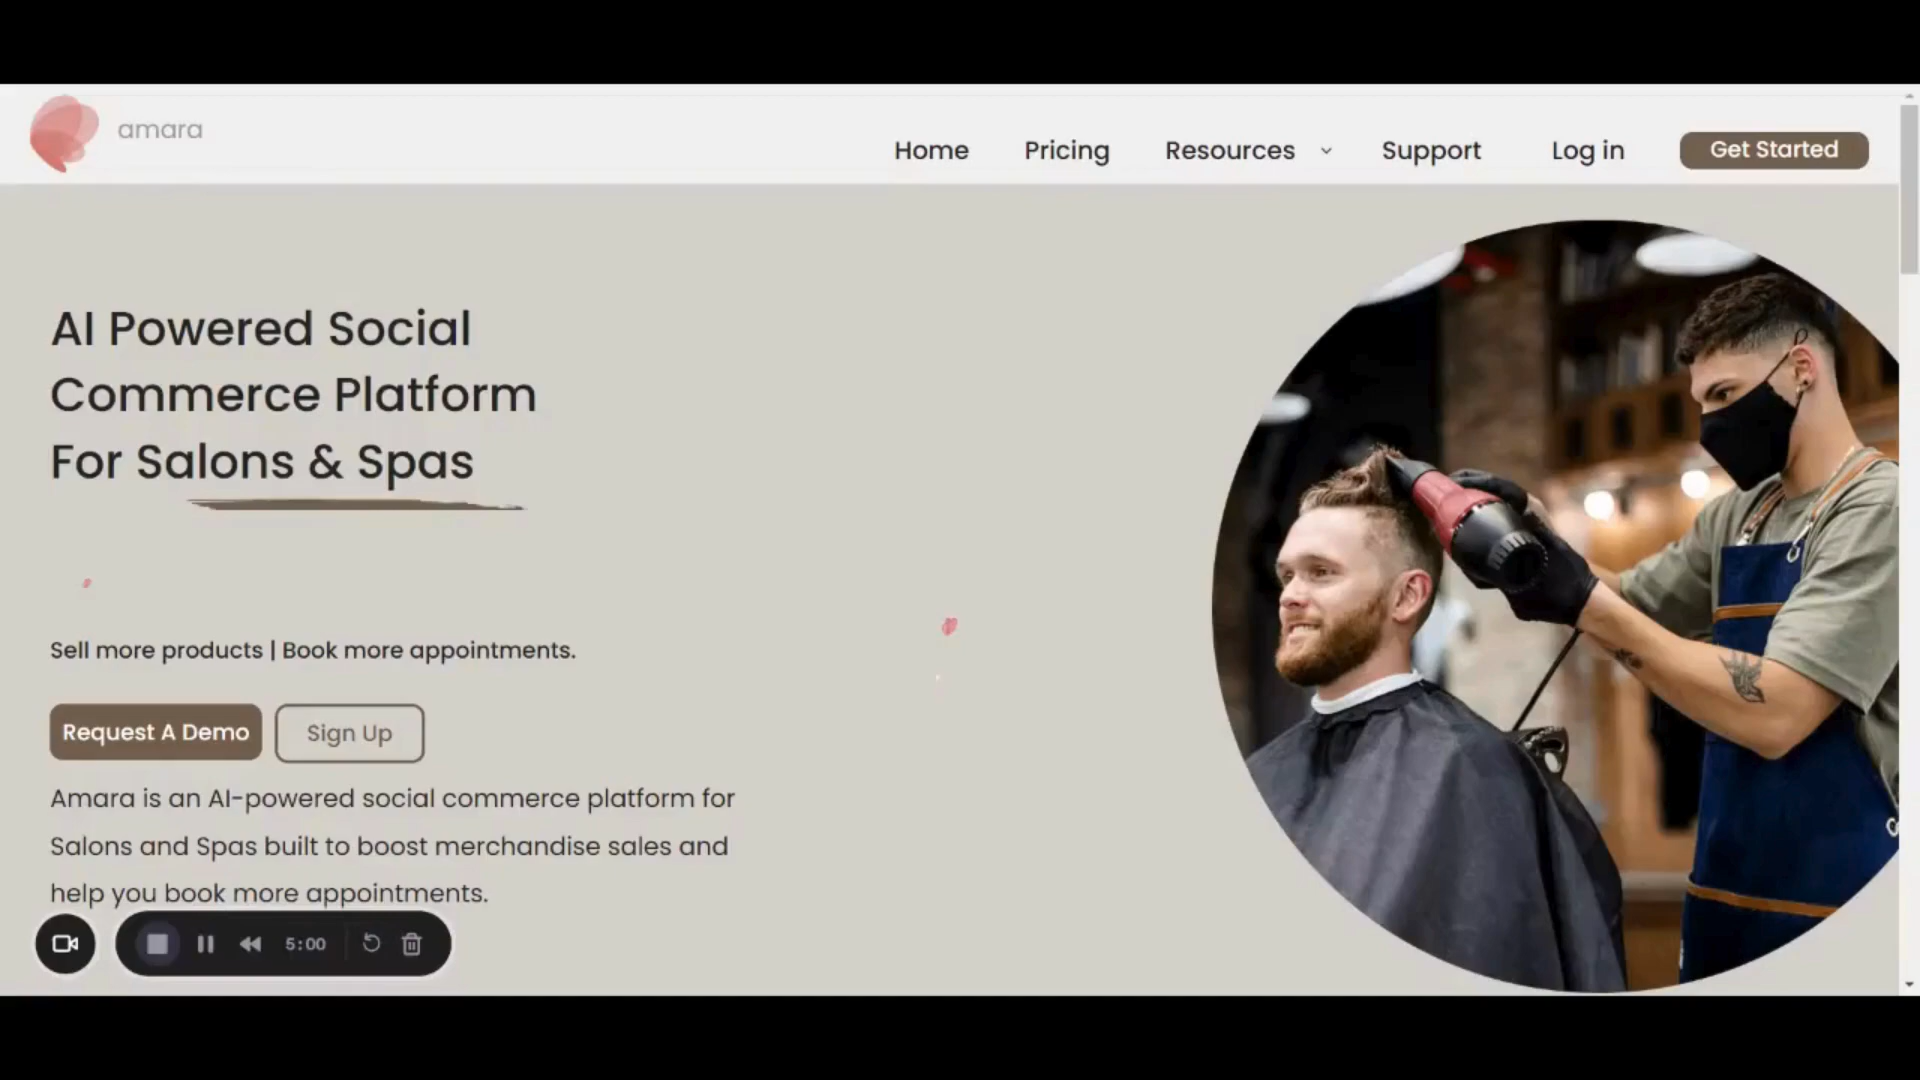 amara
Home Pricing Resources Support Log in Get Started
AI Powered Social
Commerce Platform
For Salons & Spas
Sell more products | Book more appointments.
Request A Demo Sign Up
Amara is an AI-powered social commerce platform for
Salons and Spas built to boost merchandise sales and
help you book more appointments.
5:00